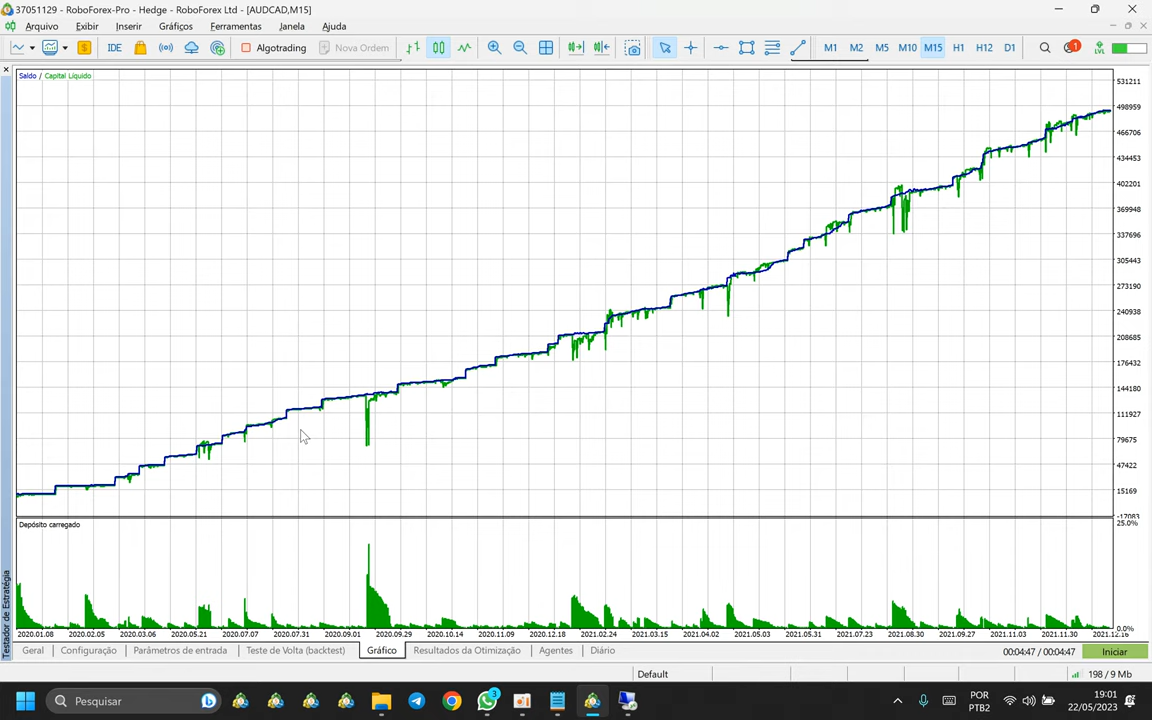 37051129 - RoboForex-Pro - Hedge - RoboForex Ltd - [AUDCAD,M15]
Arquivo Exibir Inserir Gráficos Ferramentas Janela Ajuda
IDE Algotrading Nova Ordem M1 M2 M5 M10 M15 H1 H12 D1 1 LVL
Saldo / Capital Líquido
531211
498959
466706
434453
402201
369948
337696
305443
273190
240938
208685
176432
144180
111927
79675
47422
15169
-17083
Depósito carregado
25.0%
0.0%
2020.01.08 2020.02.05 2020.03.06 2020.05.21 2020.07.07 2020.07.31 2020.09.01 2020.09.29 2020.10.14 2020.11.09 2020.12.18 2021.02.24 2021.03.15 2021.04.02 2021.05.03 2021.05.31 2021.07.23 2021.08.30 2021.09.27 2021.11.03 2021.11.30 2021.12.16
Testador de Estratégia
Geral Configuração Parâmetros de entrada Teste de Volta (backtest) Gráfico Resultados da Otimização Agentes Diário 00:04:47 / 00:04:47 Iniciar
Default 198 / 9 Mb
Pesquisar 3 POR 19:01
PTB2 22/05/2023